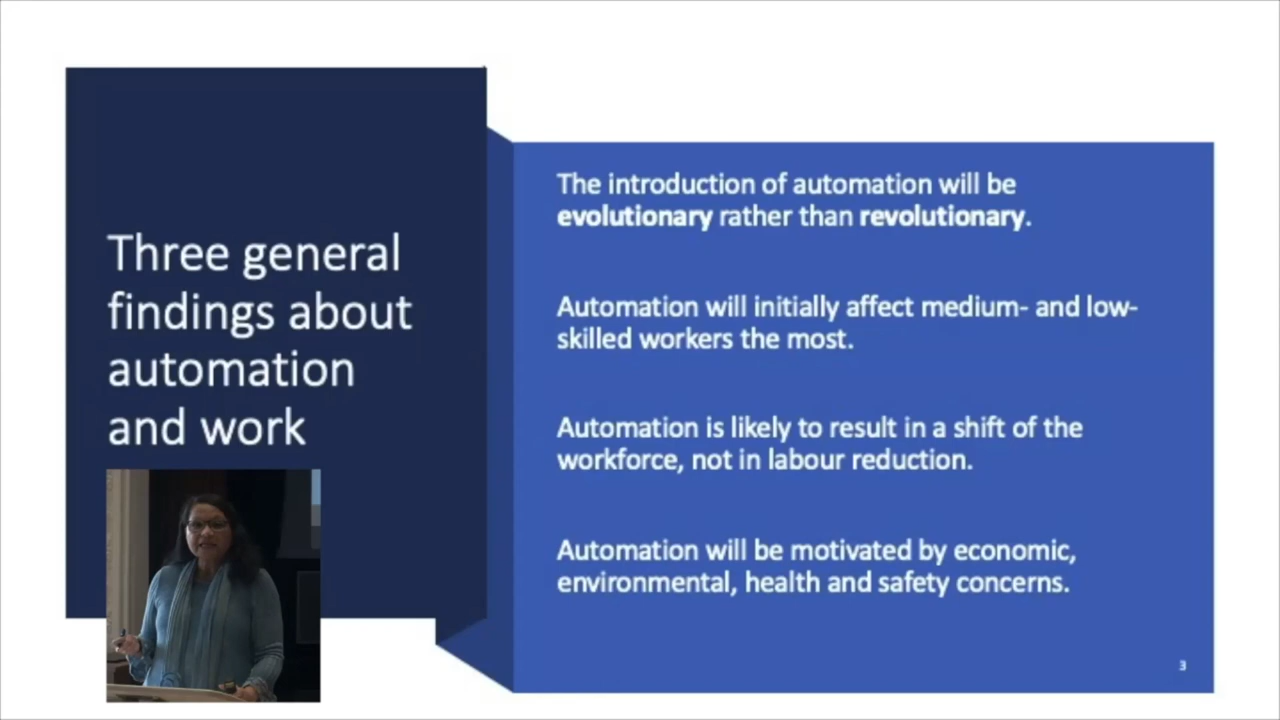 Three general
findings about
automation
and work
The introduction of automation will be
evolutionary rather than revolutionary.
Automation will initially affect medium- and low-
skilled workers the most.
Automation is likely to result in a shift of the
workforce, not in labour reduction.
Automation will be motivated by economic,
environmental, health and safety concerns.
3